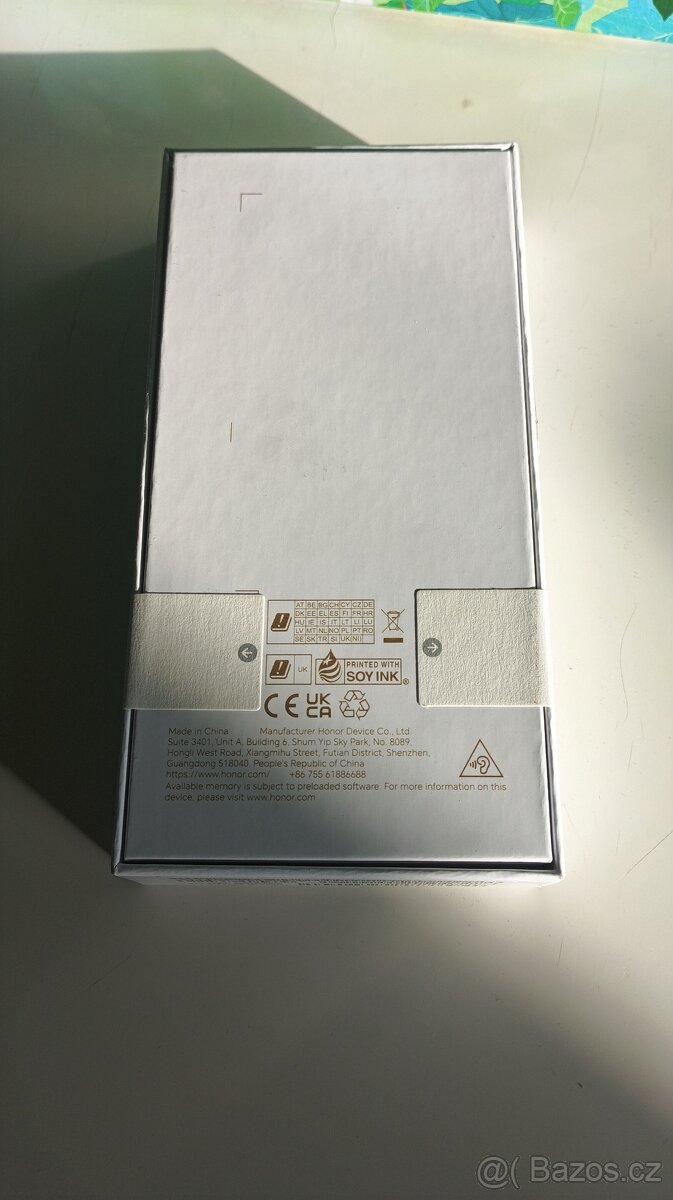 AT BE BG CH CY CZ DE
DK EE EL ES FI FR HR
HU IE IS IT LT LI LU
LV MT NL NO PL PT RO
SE SK TR SI UK(NI)
UK
PRINTED WITH
SOY INK®
CE UK
CA
Made in China Manufacturer Honor Device Co., Ltd.
Suite 3401, Unit A, Building 6, Shum Yip Sky Park, No. 8089,
Hongli West Road, Xiangmihu Street, Futian District, Shenzhen,
Guangdong 518040, People's Republic of China
https://www.honor.com/ +86 755 61886688
Available memory is subject to preloaded software. For more information on this
device, please visit www.honor.com
@( Bazos.cz